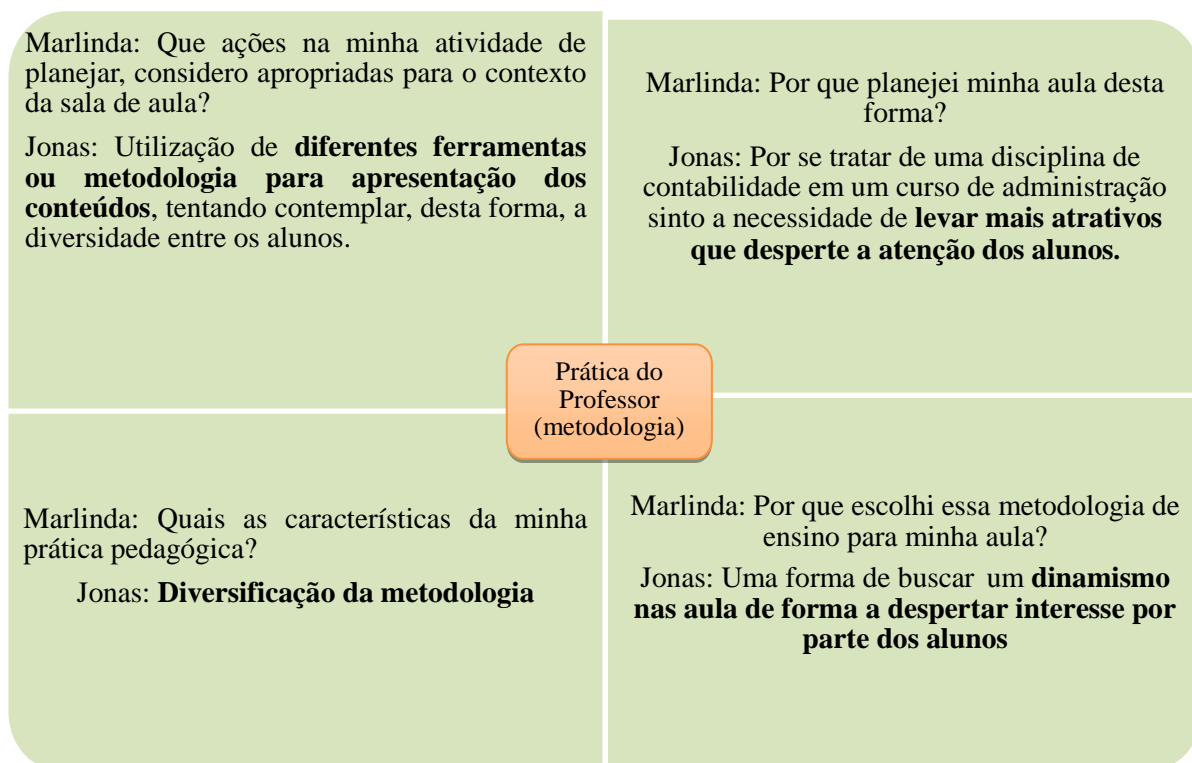 Marlinda: Que ações na minha atividade de
planejar, considero apropriadas para o contexto
da sala de aula?
Jonas: Utilização de diferentes ferramentas
ou metodologia para apresentação dos
conteúdos, tentando contemplar, desta forma, a
diversidade entre os alunos.
Marlinda: Por que planejei minha aula desta
forma?
Jonas: Por se tratar de uma disciplina de
contabilidade em um curso de administração
sinto a necessidade de levar mais atrativos
que desperte a atenção dos alunos.
Prática do
Professor
(metodologia)
Marlinda: Quais as características da minha
prática pedagógica?
Jonas: Diversificação da metodologia
Marlinda: Por que escolhi essa metodologia de
ensino para minha aula?
Jonas: Uma forma de buscar um dinamismo
nas aula de forma a despertar interesse por
parte dos alunos